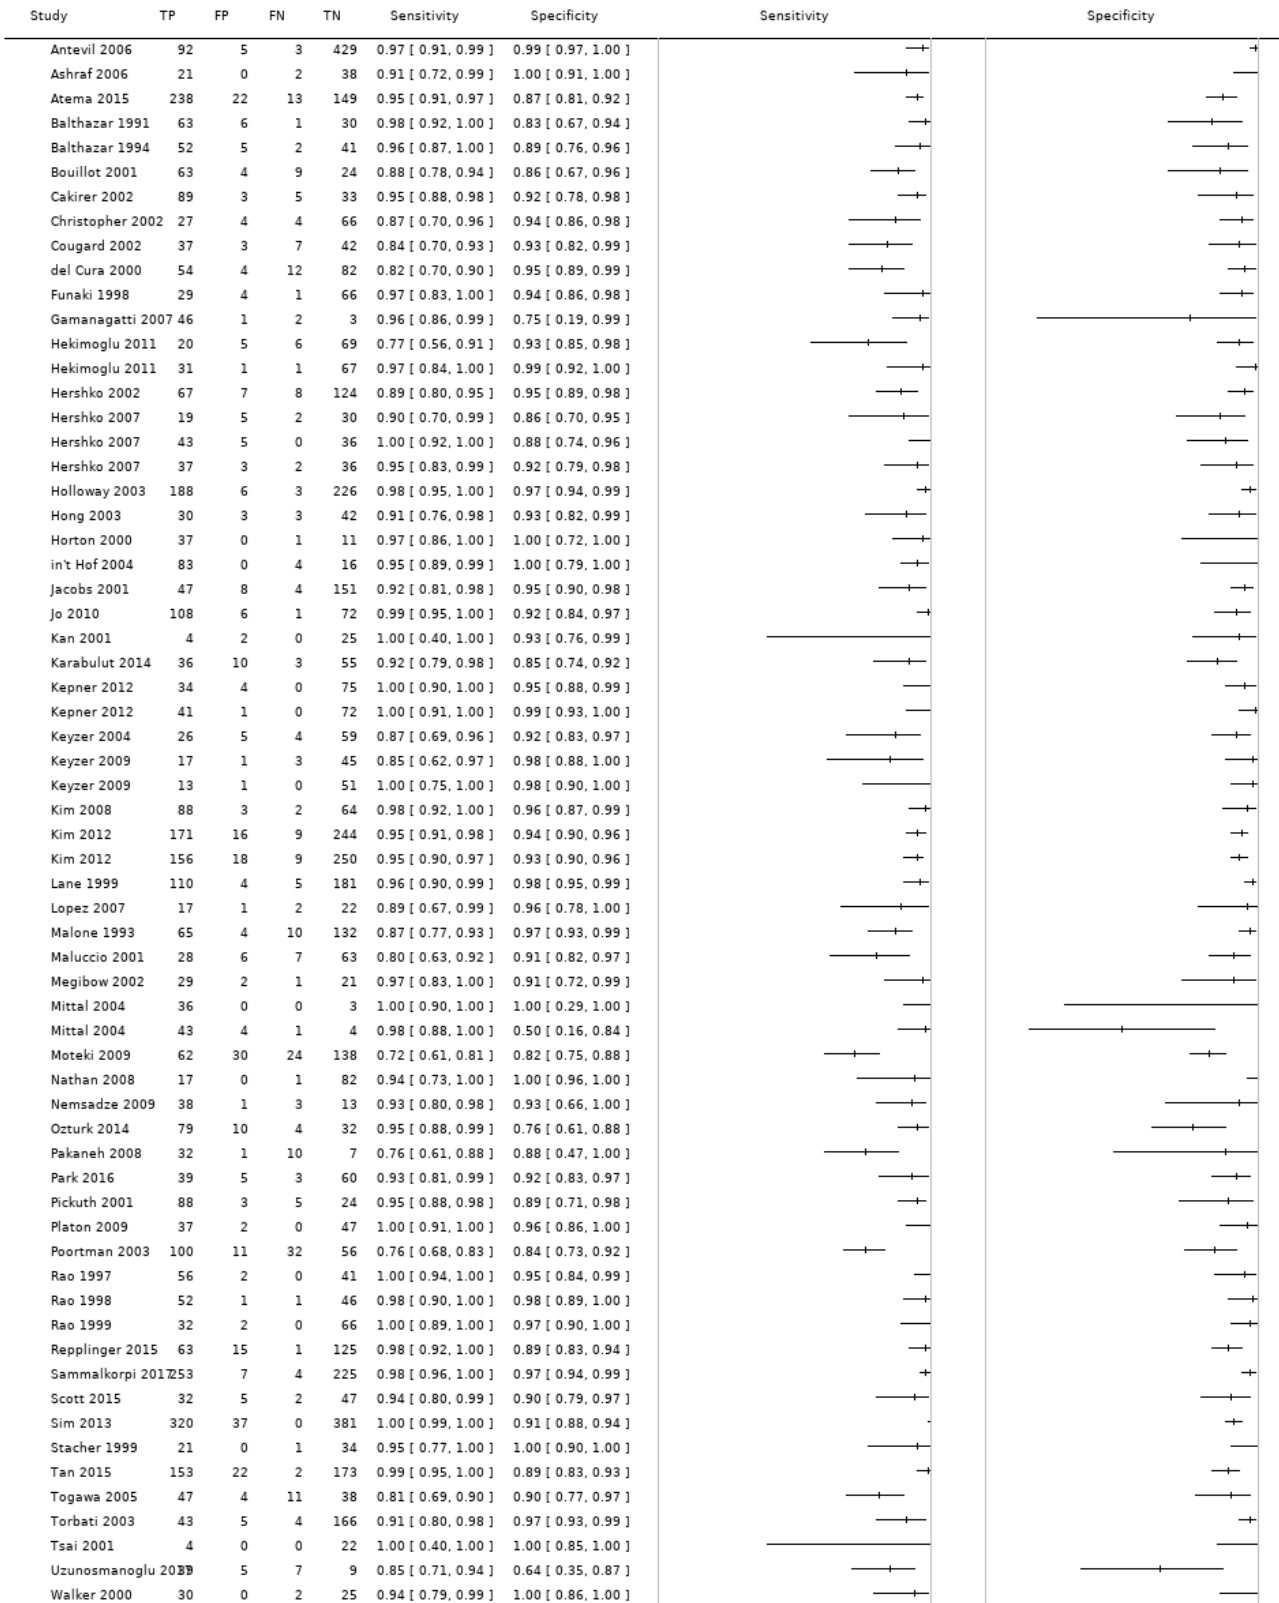 Study TP FP FN TN Sensitivity Specificity Sensitivity Specificity
Antevil 2006 92 5 3 429 0.97 [ 0.91, 0.99 ] 0.99 [ 0.97, 1.00 ]
Ashraf 2006 21 0 2 38 0.91 [ 0.72, 0.99 ] 1.00 [ 0.91, 1.00 ]
Atema 2015 238 22 13 149 0.95 [ 0.91, 0.97 ] 0.87 [ 0.81, 0.92 ]
Balthazar 1991 63 6 1 30 0.98 [ 0.92, 1.00 ] 0.83 [ 0.67, 0.94 ]
Balthazar 1994 52 5 2 41 0.96 [ 0.87, 1.00 ] 0.89 [ 0.76, 0.96 ]
Bouillot 2001 63 4 9 24 0.88 [ 0.78, 0.94 ] 0.86 [ 0.67, 0.96 ]
Cakirer 2002 89 3 5 33 0.95 [ 0.88, 0.98 ] 0.92 [ 0.78, 0.98 ]
Christopher 2002 27 4 4 66 0.87 [ 0.70, 0.96 ] 0.94 [ 0.86, 0.98 ]
Cougard 2002 37 3 7 42 0.84 [ 0.70, 0.93 ] 0.93 [ 0.82, 0.99 ]
del Cura 2000 54 4 12 82 0.82 [ 0.70, 0.90 ] 0.95 [ 0.89, 0.99 ]
Funaki 1998 29 4 1 66 0.97 [ 0.83, 1.00 ] 0.94 [ 0.86, 0.98 ]
Gamanagatti 2007 46 1 2 3 0.96 [ 0.86, 0.99 ] 0.75 [ 0.19, 0.99 ]
Hekimoglu 2011 20 5 6 69 0.77 [ 0.56, 0.91 ] 0.93 [ 0.85, 0.98 ]
Hekimoglu 2011 31 1 1 67 0.97 [ 0.84, 1.00 ] 0.99 [ 0.92, 1.00 ]
Hershko 2002 67 7 8 124 0.89 [ 0.80, 0.95 ] 0.95 [ 0.89, 0.98 ]
Hershko 2007 19 5 2 30 0.90 [ 0.70, 0.99 ] 0.86 [ 0.70, 0.95 ]
Hershko 2007 43 5 0 36 1.00 [ 0.92, 1.00 ] 0.88 [ 0.74, 0.96 ]
Hershko 2007 37 3 2 36 0.95 [ 0.83, 0.99 ] 0.92 [ 0.79, 0.98 ]
Holloway 2003 188 6 3 226 0.98 [ 0.95, 1.00 ] 0.97 [ 0.94, 0.99 ]
Hong 2003 30 3 3 42 0.91 [ 0.76, 0.98 ] 0.93 [ 0.82, 0.99 ]
Horton 2000 37 0 1 11 0.97 [ 0.86, 1.00 ] 1.00 [ 0.72, 1.00 ]
in't Hof 2004 83 0 4 16 0.95 [ 0.89, 0.99 ] 1.00 [ 0.79, 1.00 ]
Jacobs 2001 47 8 4 151 0.92 [ 0.81, 0.98 ] 0.95 [ 0.90, 0.98 ]
Jo 2010 108 6 1 72 0.99 [ 0.95, 1.00 ] 0.92 [ 0.84, 0.97 ]
Kan 2001 4 2 0 25 1.00 [ 0.40, 1.00 ] 0.93 [ 0.76, 0.99 ]
Karabulut 2014 36 10 3 55 0.92 [ 0.79, 0.98 ] 0.85 [ 0.74, 0.92 ]
Kepner 2012 34 4 0 75 1.00 [ 0.90, 1.00 ] 0.95 [ 0.88, 0.99 ]
Kepner 2012 41 1 0 72 1.00 [ 0.91, 1.00 ] 0.99 [ 0.93, 1.00 ]
Keyzer 2004 26 5 4 59 0.87 [ 0.69, 0.96 ] 0.92 [ 0.83, 0.97 ]
Keyzer 2009 17 1 3 45 0.85 [ 0.62, 0.97 ] 0.98 [ 0.88, 1.00 ]
Keyzer 2009 13 1 0 51 1.00 [ 0.75, 1.00 ] 0.98 [ 0.90, 1.00 ]
Kim 2008 88 3 2 64 0.98 [ 0.92, 1.00 ] 0.96 [ 0.87, 0.99 ]
Kim 2012 171 16 9 244 0.95 [ 0.91, 0.98 ] 0.94 [ 0.90, 0.96 ]
Kim 2012 156 18 9 250 0.95 [ 0.90, 0.97 ] 0.93 [ 0.90, 0.96 ]
Lane 1999 110 4 5 181 0.96 [ 0.90, 0.99 ] 0.98 [ 0.95, 0.99 ]
Lopez 2007 17 1 2 22 0.89 [ 0.67, 0.99 ] 0.96 [ 0.78, 1.00 ]
Malone 1993 65 4 10 132 0.87 [ 0.77, 0.93 ] 0.97 [ 0.93, 0.99 ]
Maluccio 2001 28 6 7 63 0.80 [ 0.63, 0.92 ] 0.91 [ 0.82, 0.97 ]
Megibow 2002 29 2 1 21 0.97 [ 0.83, 1.00 ] 0.91 [ 0.72, 0.99 ]
Mittal 2004 36 0 0 3 1.00 [ 0.90, 1.00 ] 1.00 [ 0.29, 1.00 ]
Mittal 2004 43 4 1 4 0.98 [ 0.88, 1.00 ] 0.50 [ 0.16, 0.84 ]
Moteki 2009 62 30 24 138 0.72 [ 0.61, 0.81 ] 0.82 [ 0.75, 0.88 ]
Nathan 2008 17 0 1 82 0.94 [ 0.73, 1.00 ] 1.00 [ 0.96, 1.00 ]
Nemsadze 2009 38 1 3 13 0.93 [ 0.80, 0.98 ] 0.93 [ 0.66, 1.00 ]
Ozturk 2014 79 10 4 32 0.95 [ 0.88, 0.99 ] 0.76 [ 0.61, 0.88 ]
Pakaneh 2008 32 1 10 7 0.76 [ 0.61, 0.88 ] 0.88 [ 0.47, 1.00 ]
Park 2016 39 5 3 60 0.93 [ 0.81, 0.99 ] 0.92 [ 0.83, 0.97 ]
Pickuth 2001 88 3 5 24 0.95 [ 0.88, 0.98 ] 0.89 [ 0.71, 0.98 ]
Platon 2009 37 2 0 47 1.00 [ 0.91, 1.00 ] 0.96 [ 0.86, 1.00 ]
Poortman 2003 100 11 32 56 0.76 [ 0.68, 0.83 ] 0.84 [ 0.73, 0.92 ]
Rao 1997 56 2 0 41 1.00 [ 0.94, 1.00 ] 0.95 [ 0.84, 0.99 ]
Rao 1998 52 1 1 46 0.98 [ 0.90, 1.00 ] 0.98 [ 0.89, 1.00 ]
Rao 1999 32 2 0 66 1.00 [ 0.89, 1.00 ] 0.97 [ 0.90, 1.00 ]
Repplinger 2015 63 15 1 125 0.98 [ 0.92, 1.00 ] 0.89 [ 0.83, 0.94 ]
Sammalkorpi 2017 253 7 4 225 0.98 [ 0.96, 1.00 ] 0.97 [ 0.94, 0.99 ]
Scott 2015 32 5 2 47 0.94 [ 0.80, 0.99 ] 0.90 [ 0.79, 0.97 ]
Sim 2013 320 37 0 381 1.00 [ 0.99, 1.00 ] 0.91 [ 0.88, 0.94 ]
Stacher 1999 21 0 1 34 0.95 [ 0.77, 1.00 ] 1.00 [ 0.90, 1.00 ]
Tan 2015 153 22 2 173 0.99 [ 0.95, 1.00 ] 0.89 [ 0.83, 0.93 ]
Togawa 2005 47 4 11 38 0.81 [ 0.69, 0.90 ] 0.90 [ 0.77, 0.97 ]
Torbati 2003 43 5 4 166 0.91 [ 0.80, 0.98 ] 0.97 [ 0.93, 0.99 ]
Tsai 2001 4 0 0 22 1.00 [ 0.40, 1.00 ] 1.00 [ 0.85, 1.00 ]
Uzunosmanoglu 5 7 9 0.85 [ 0.71, 0.94 ] 0.64 [ 0.35, 0.87 ]
Walker 2000 30 0 2 25 0.94 [ 0.79, 0.99 ] 1.00 [ 0.86, 1.00 ]